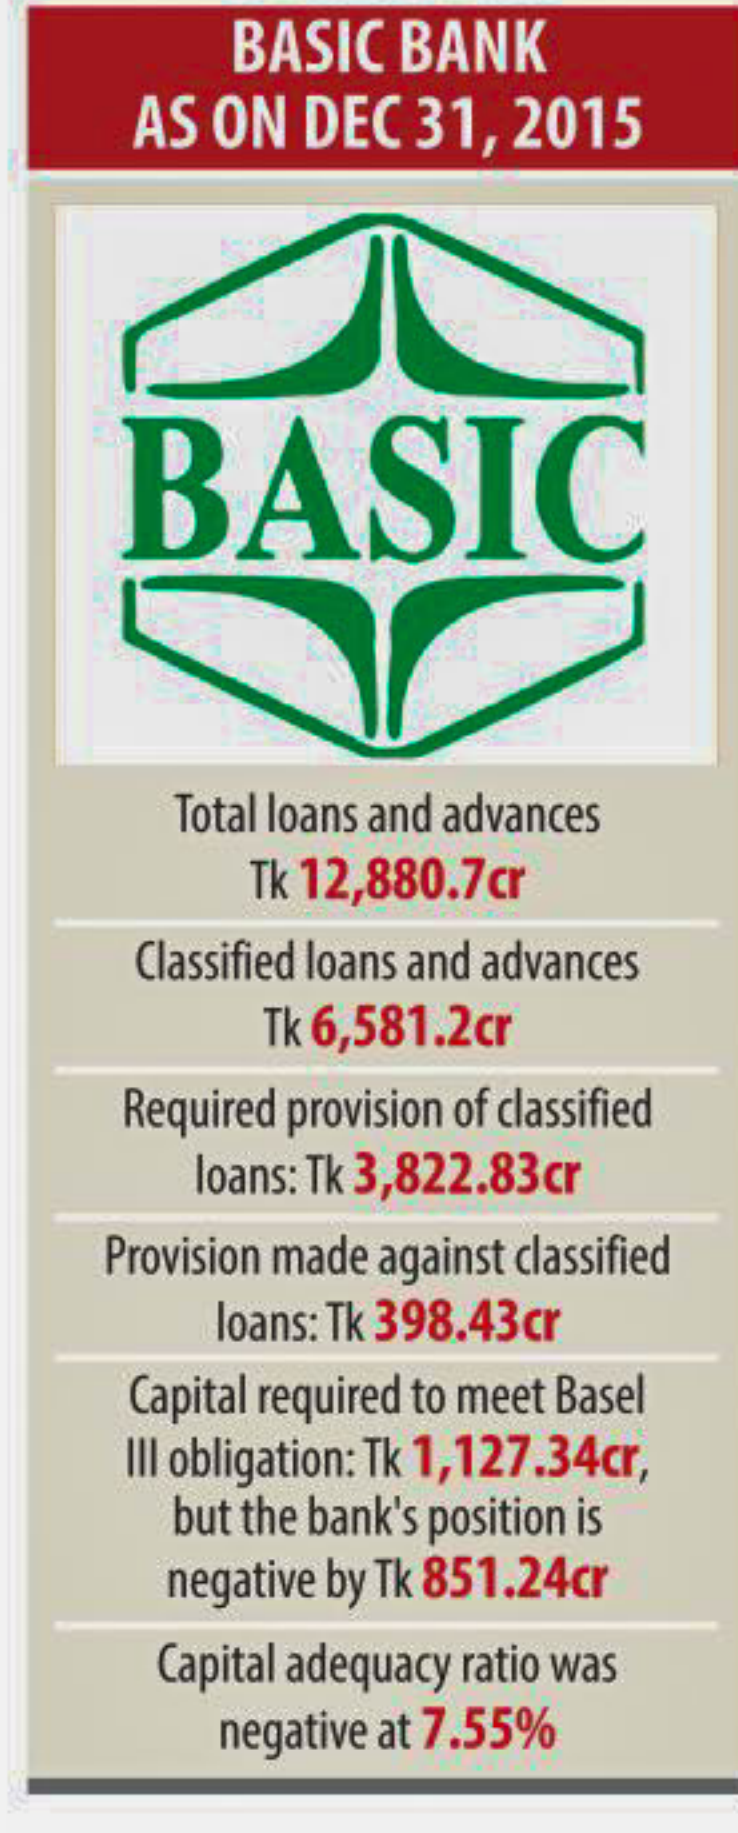 BASIC BANK
AS ON DEC 31, 2015
BASIC
Total loans and advances
Tk 12,880.7cr
Classified loans and advances
Tk 6,581.2cr
Required provision of classified
loans: Tk 3,822.83cr
Provision made against classified
loans: Tk 398.43cr
Capital required to meet Basel
III obligation: Tk 1,127.34cr,
but the bank's position is
negative by Tk 851.24cr
Capital adequacy ratio was
negative at 7.55%